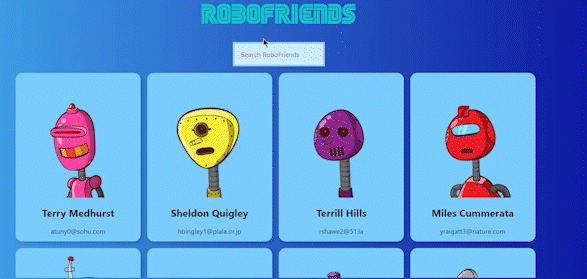 ROBOFRIENDS
Search RoboFriends
Terry Medhurst
atuny0@sohu.com
Sheldon Quigley
hbingley1@plala.or.jp
Terrill Hills
rshawe2@51.la
Miles Cummerata
yraigatt3@nature.com